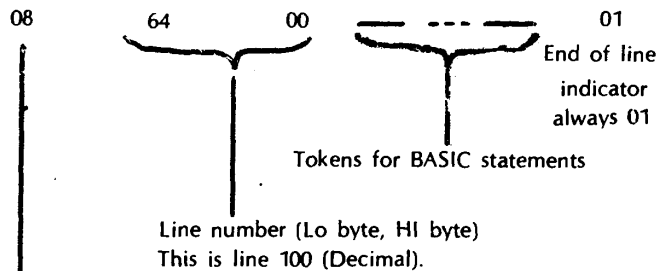 08 64 00 — --- — 01
End of line
indicator
always 01
Tokens for BASIC statements
Line number (Lo byte, HI byte)
This is line 100 (Decimal).